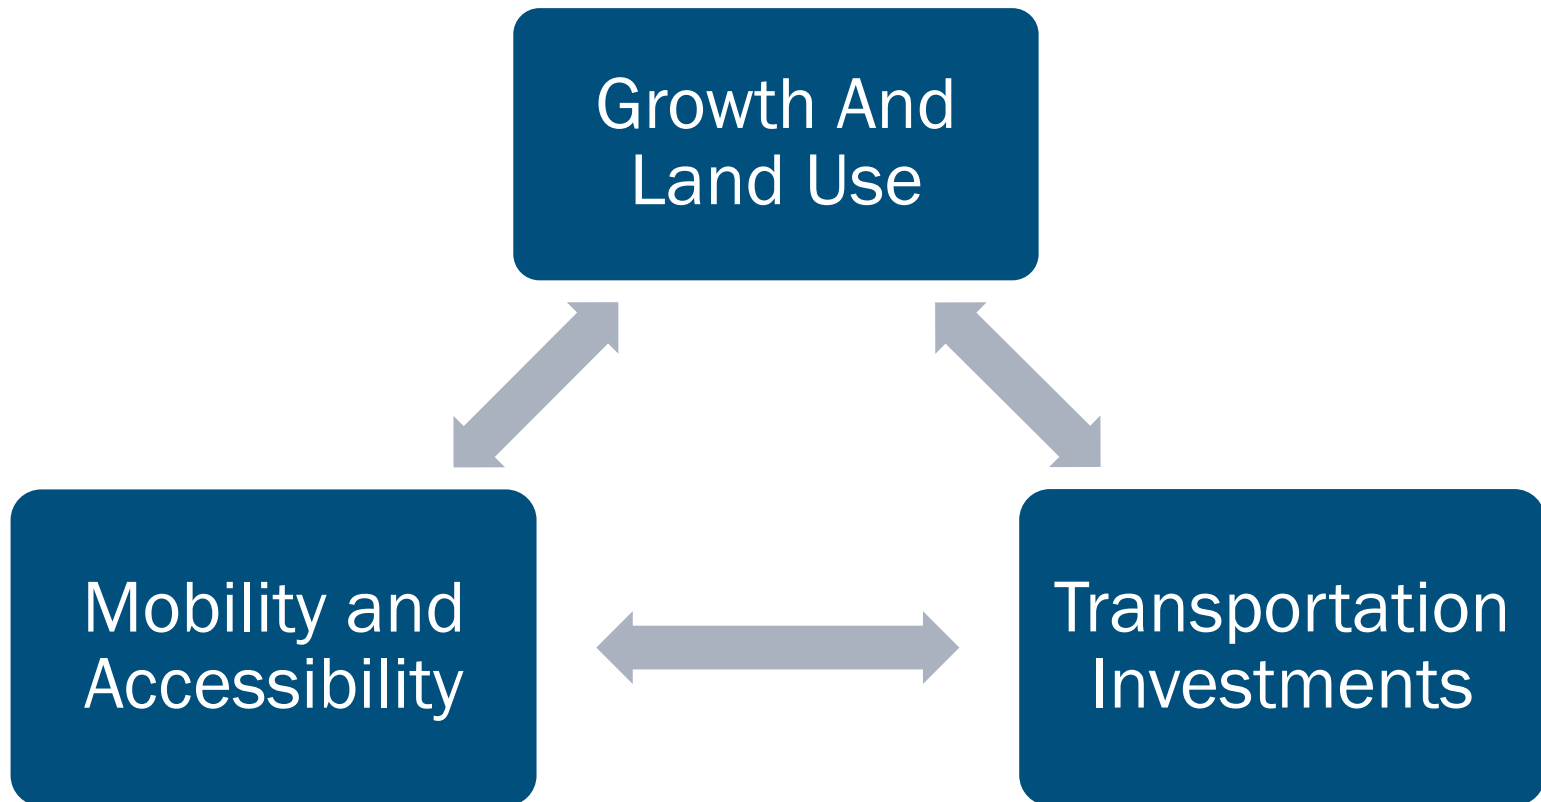 Growth And
Land Use
Mobility and
Accessibility
Transportation
Investments